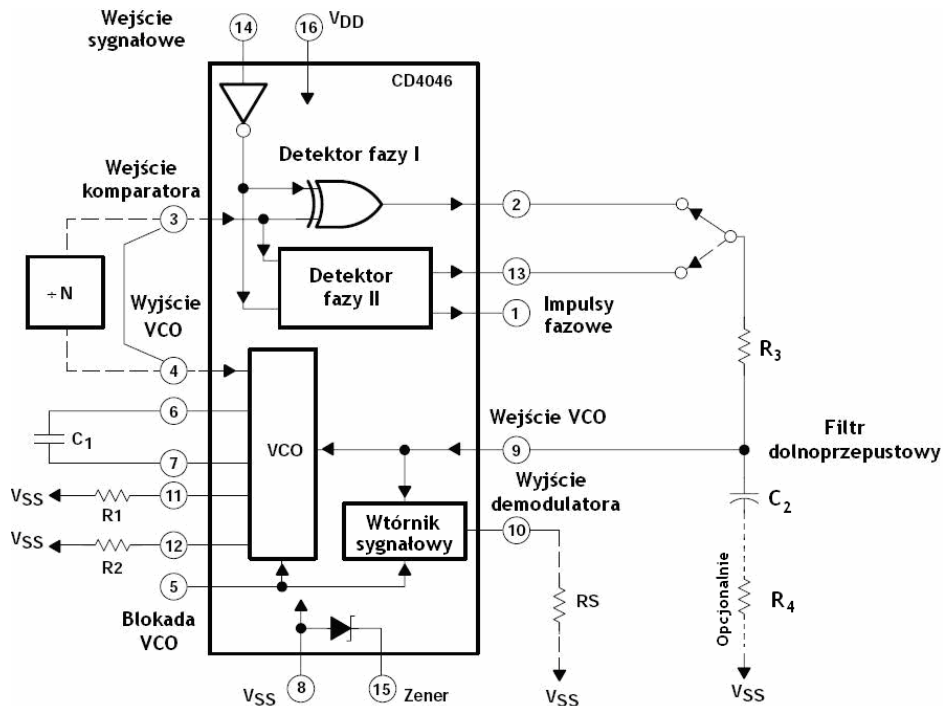 Wejście
sygnałowe
14
16
VDD
CD4046
Detektor fazy I
Wejście
komparatora
3
2
÷N
Detektor
fazy II
13
1
Impulsy
fazowe
Wyjście
VCO
4
R3
6
C1
7
VCO
Wejście VCO
9
Filtr
dolnoprzepustowy
VSS
R1
11
Wyjście
demodulatora
C2
VSS
R2
12
Wtórnik
sygnałowy
10
5
RS
Opcjonalnie
R4
Blokada
VCO
VSS
8
15
Zener
VSS
VSS